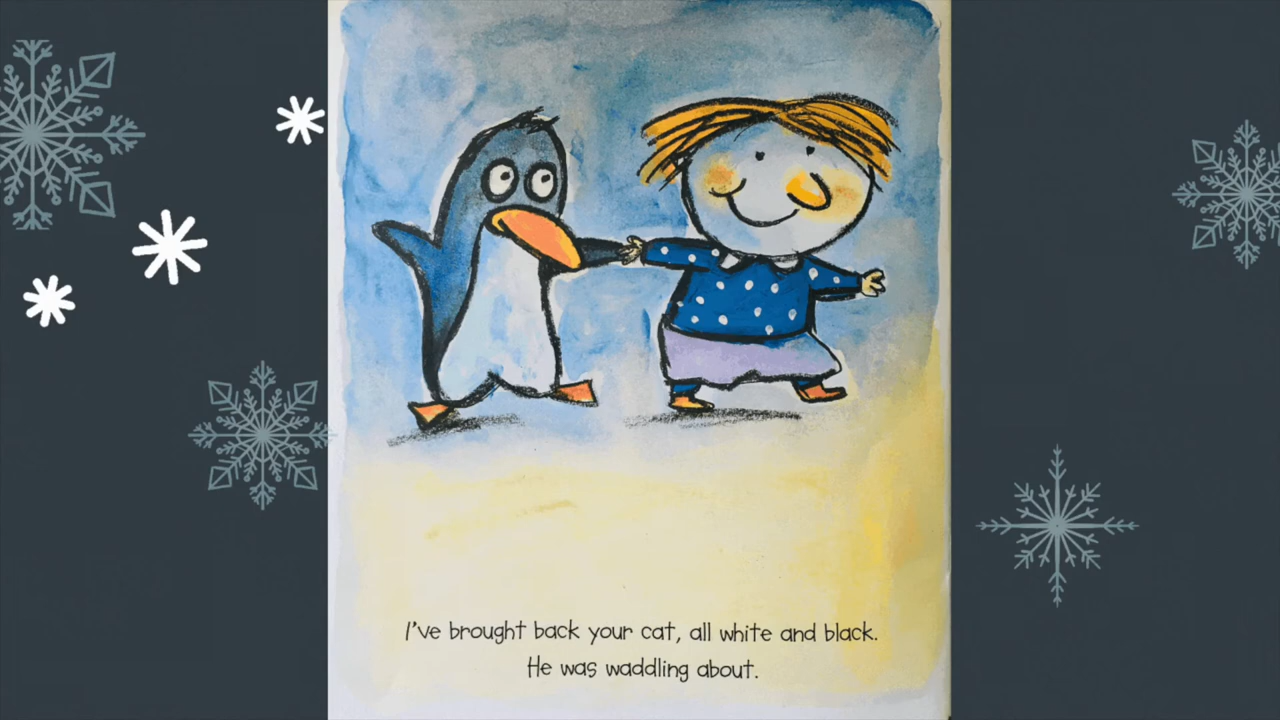 I've brought back your cat, all white and black.
He was waddling about.